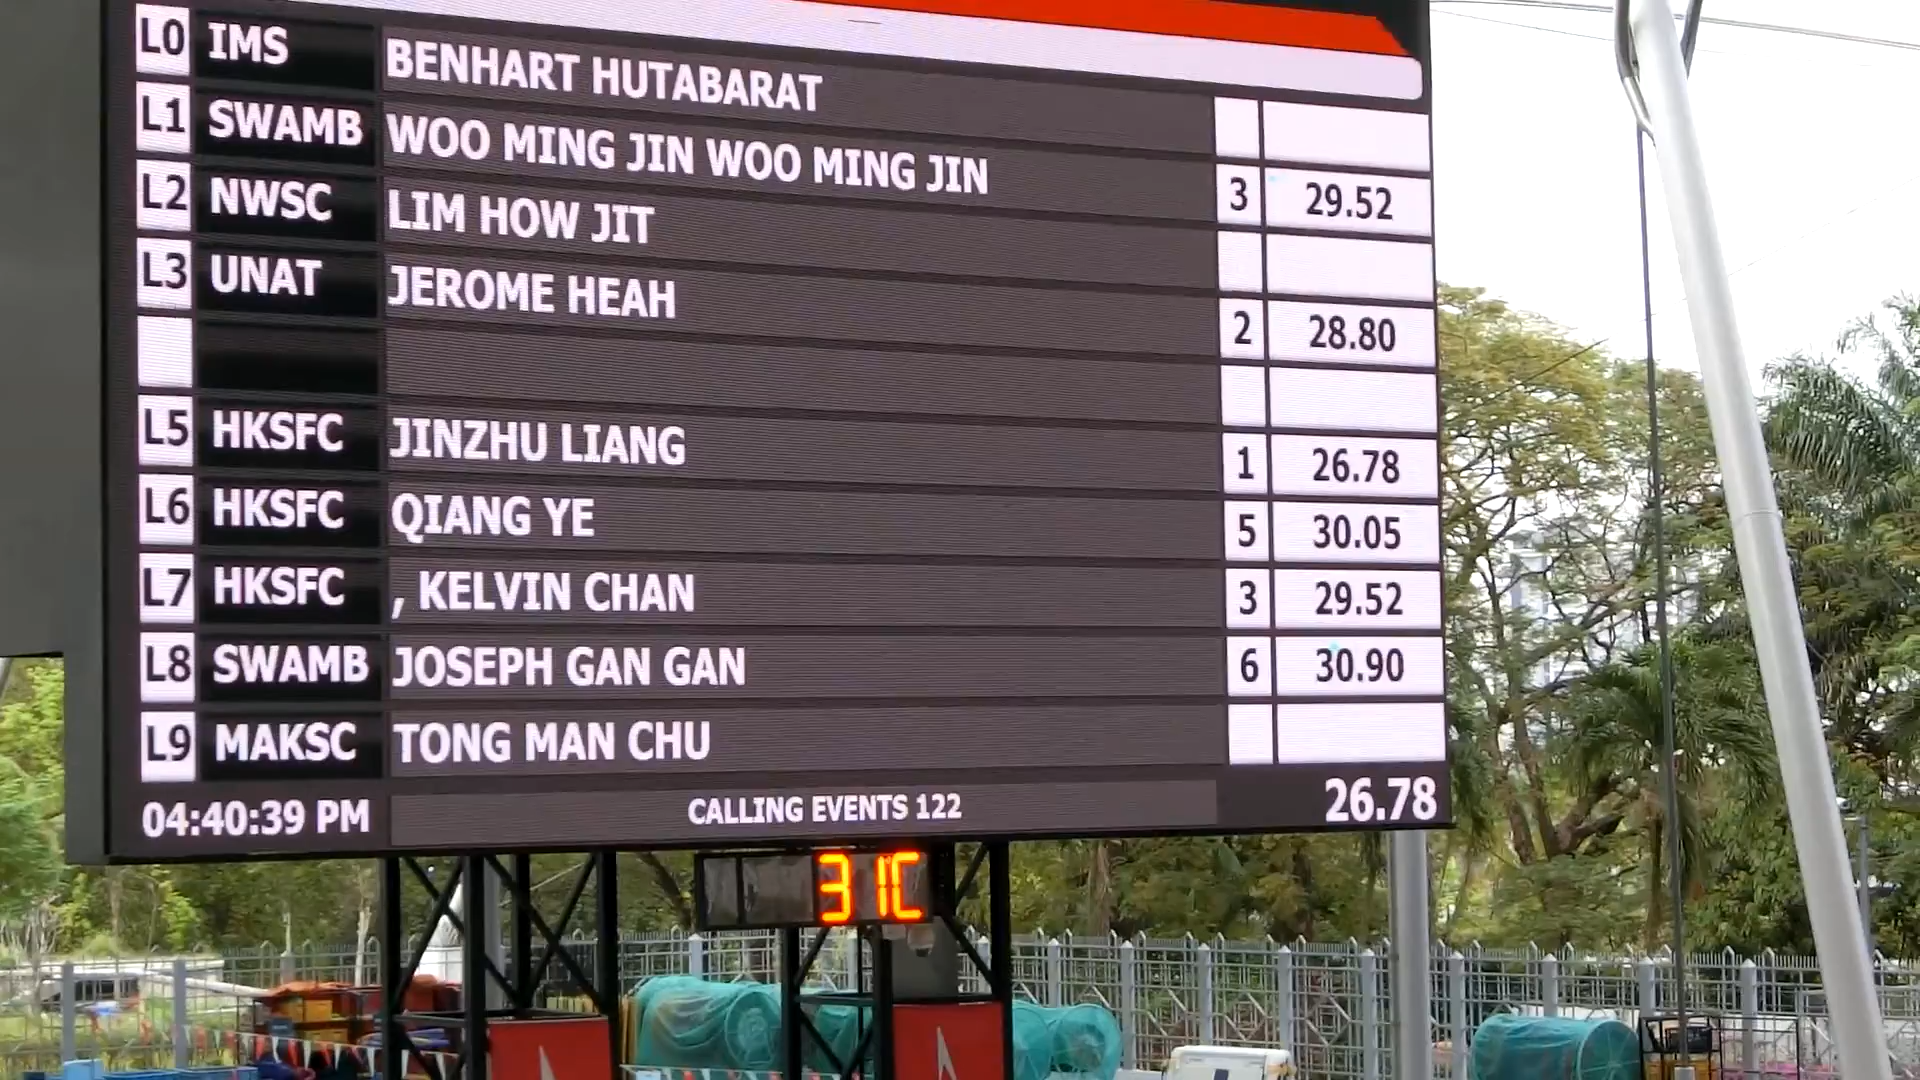 L0 IMS BENHART HUTABARAT
L1 SWAMB WOO MING JIN WOO MING JIN 3 29.52
L2 NWSC LIM HOW JIT
L3 UNAT JEROME HEAH 2 28.80
L5 HKSFC JINZHU LIANG 1 26.78
L6 HKSFC QIANG YE 5 30.05
L7 HKSFC , KELVIN CHAN 3 29.52
L8 SWAMB JOSEPH GAN GAN 6 30.90
L9 MAKSC TONG MAN CHU
04:40:39 PM CALLING EVENTS 122 26.78
31C